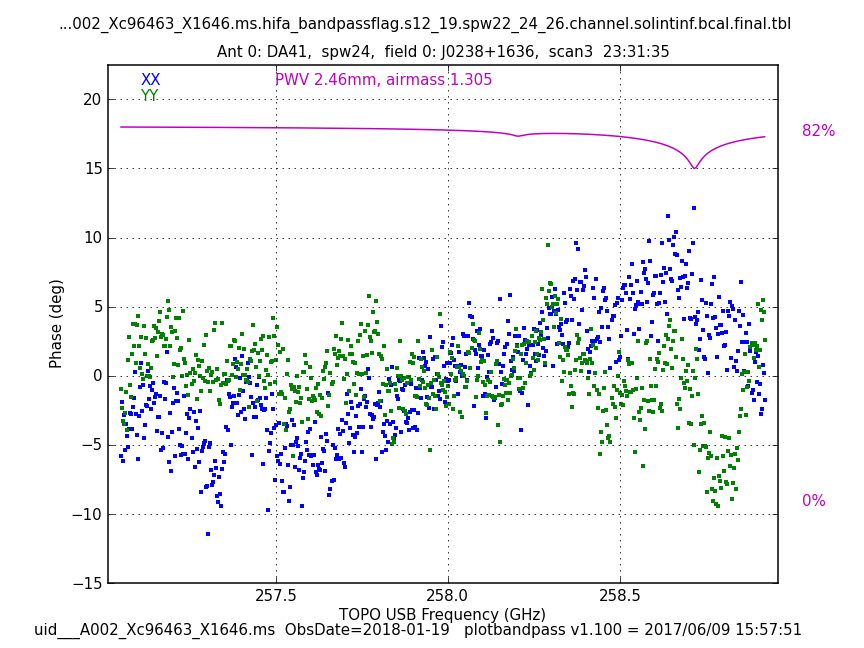 ...002_Xc96463_X1646.ms.hifa_bandpassflag.s12_19.spw22_24_26.channel.solintinf.bcal.final.tbl
Ant 0: DA41,  spw24,  field 0: J0238+1636,  scan3  23:31:35
XX
YY
PWV 2.46mm, airmass 1.305
82%
0%
20
15
10
5
0
−5
−10
−15
Phase (deg)
257.5
258.0
258.5
TOPO USB Frequency (GHz)
uid___A002_Xc96463_X1646.ms  ObsDate=2018-01-19   plotbandpass v1.100 = 2017/06/09 15:57:51